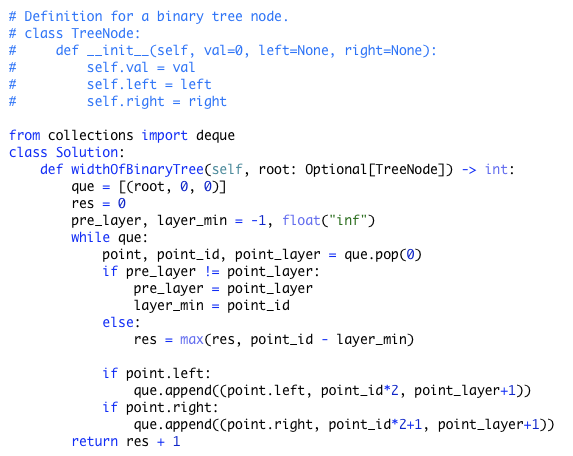 # Definition for a binary tree node.
# class TreeNode:
#     def __init__(self, val=0, left=None, right=None):
#         self.val = val
#         self.left = left
#         self.right = right

from collections import deque
class Solution:
    def widthOfBinaryTree(self, root: Optional[TreeNode]) -> int:
        que = [(root, 0, 0)]
        res = 0
        pre_layer, layer_min = -1, float("inf")
        while que:
            point, point_id, point_layer = que.pop(0)
            if pre_layer != point_layer:
                pre_layer = point_layer
                layer_min = point_id
            else:
                res = max(res, point_id - layer_min)

            if point.left:
                que.append((point.left, point_id*2, point_layer+1))
            if point.right:
                que.append((point.right, point_id*2+1, point_layer+1))
        return res + 1